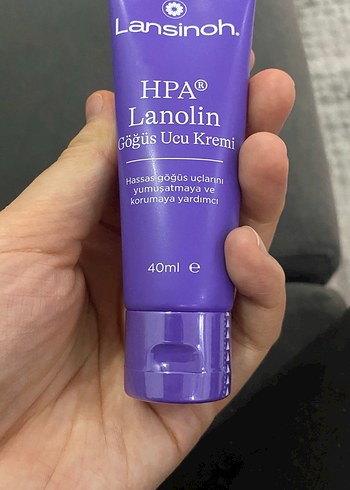 Lansinoh.
HPA®
Lanolin
Göğüs Ucu Kremi
Hassas göğüs uçlarını
yumuşatmaya ve
korumaya yardımcı
40ml ℮